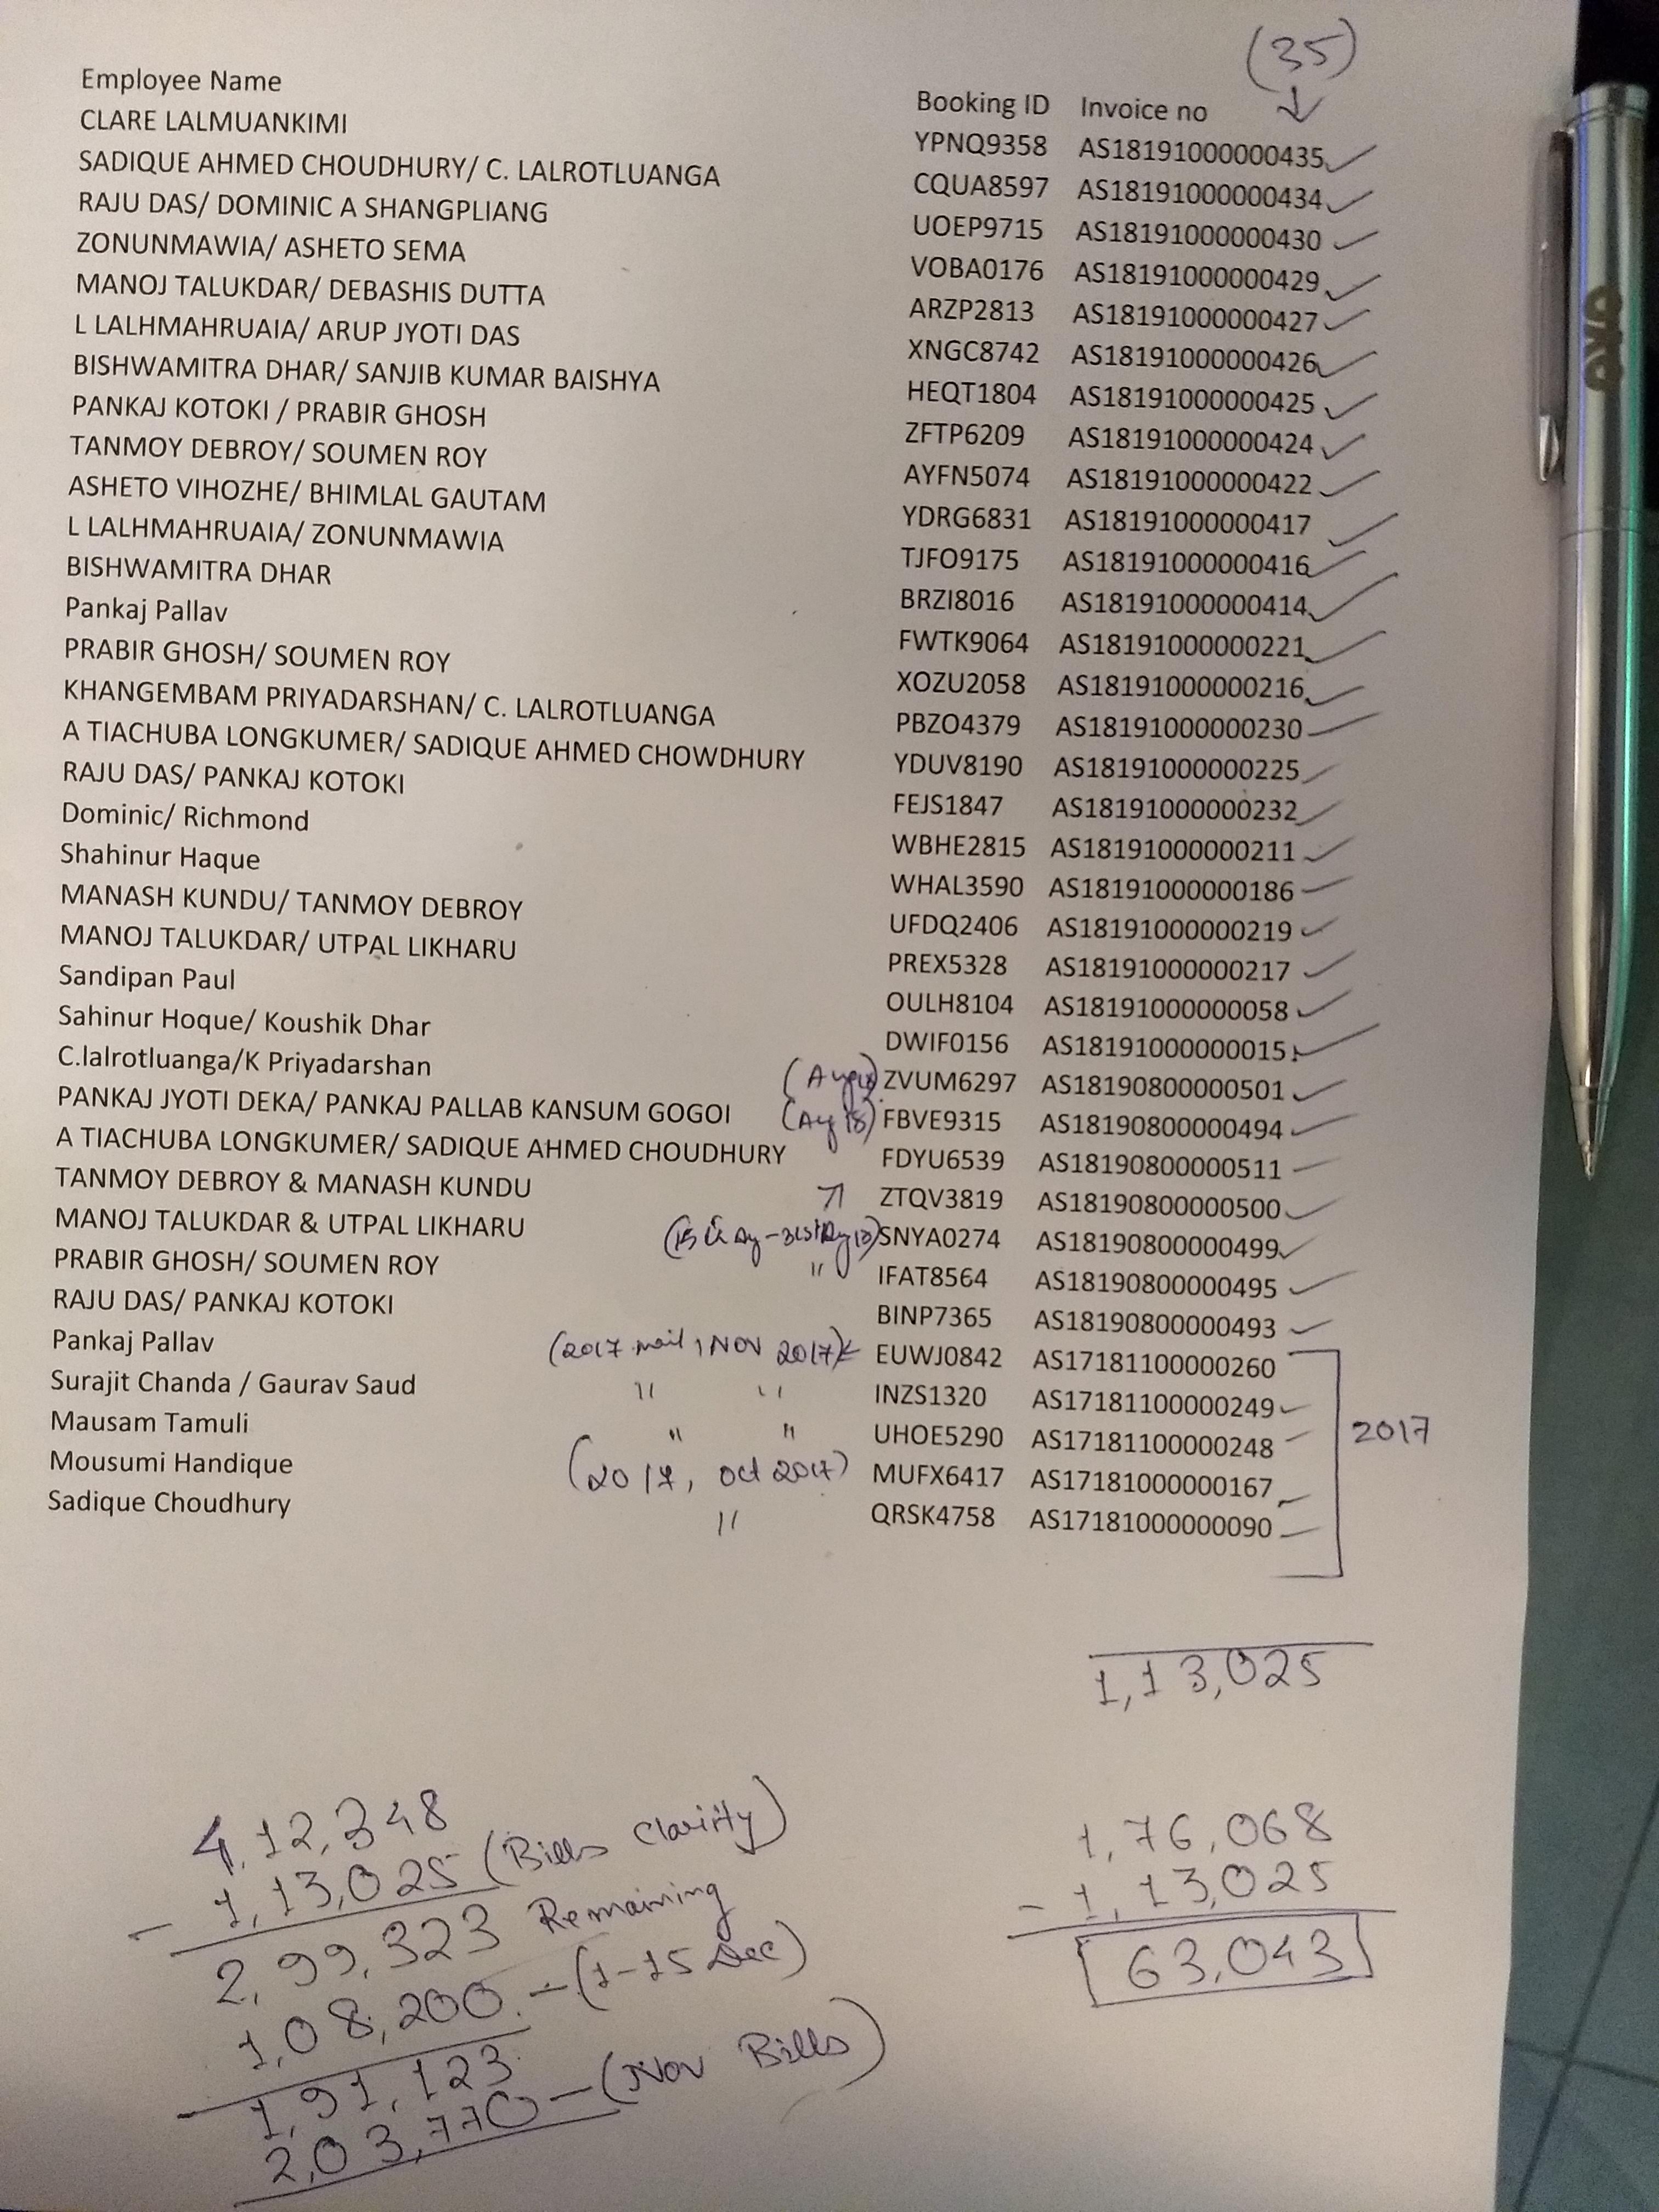 (35)
Employee Name Booking ID Invoice no ↓
CLARE LALMUANKIMI YPNQ9358 AS18191000000435
SADIQUE AHMED CHOUDHURY/ C. LALROTLUANGA CQUA8597 AS18191000000434
RAJU DAS/ DOMINIC A SHANGPLIANG UOEP9715 AS18191000000430
ZONUNMAWIA/ ASHETO SEMA VOBA0176 AS18191000000429
MANOJ TALUKDAR/ DEBASHIS DUTTA ARZP2813 AS18191000000427
L LALHMAHRUAIA/ ARUP JYOTI DAS XNGC8742 AS18191000000426
BISHWAMITRA DHAR/ SANJIB KUMAR BAISHYA HEQT1804 AS18191000000425
PANKAJ KOTOKI / PRABIR GHOSH ZFTP6209 AS18191000000424
TANMOY DEBROY/ SOUMEN ROY AYFN5074 AS18191000000422
ASHETO VIHOZHE/ BHIMLAL GAUTAM YDRG6831 AS18191000000417
L LALHMAHRUAIA/ ZONUNMAWIA TJFO9175 AS18191000000416
BISHWAMITRA DHAR BRZI8016 AS18191000000414
Pankaj Pallav FWTK9064 AS18191000000221
PRABIR GHOSH/ SOUMEN ROY XOZU2058 AS18191000000216
KHANGEMBAM PRIYADARSHAN/ C. LALROTLUANGA PBZO4379 AS18191000000230
A TIACHUBA LONGKUMER/ SADIQUE AHMED CHOWDHURY YDUV8190 AS18191000000225
RAJU DAS/ PANKAJ KOTOKI FEJS1847 AS18191000000232
Dominic/ Richmond WBHE2815 AS18191000000211
Shahinur Haque WHAL3590 AS18191000000186
MANASH KUNDU/ TANMOY DEBROY UFDQ2406 AS18191000000219
MANOJ TALUKDAR/ UTPAL LIKHARU PREX5328 AS18191000000217
Sandipan Paul OULH8104 AS18191000000058
Sahinur Hoque/ Koushik Dhar DWIF0156 AS18191000000015
C.lalrotluanga/K Priyadarshan ZVUM6297 AS18190800000501
PANKAJ JYOTI DEKA/ PANKAJ PALLAB KANSUM GOGOI FBVE9315 AS18190800000494
A TIACHUBA LONGKUMER/ SADIQUE AHMED CHOUDHURY FDYU6539 AS18190800000511
TANMOY DEBROY & MANASH KUNDU ZTQV3819 AS18190800000500
MANOJ TALUKDAR & UTPAL LIKHARU SNYA0274 AS18190800000499
PRABIR GHOSH/ SOUMEN ROY " IFAT8564 AS18190800000495
RAJU DAS/ PANKAJ KOTOKI BINP7365 AS18190800000493
Pankaj Pallav (2017 mail, NOV 2017) EUWJ0842 AS17181100000260
Surajit Chanda / Gaurav Saud " " INZS1320 AS17181100000249
Mausam Tamuli " " UHOE5290 AS17181100000248 2017
Mousumi Handique (2017, Oct 2017) MUFX6417 AS17181000000167
Sadique Choudhury " QRSK4758 AS17181000000090
1,13,025
4,12,348
- 1,13,025 (Bills Clarity)
2,99,323 Remaining
1,08,200 - (1-15 Dec)
1,91,123
2,03,770 - (Nov Bills)
1,76,068
- 1,13,025
63,043